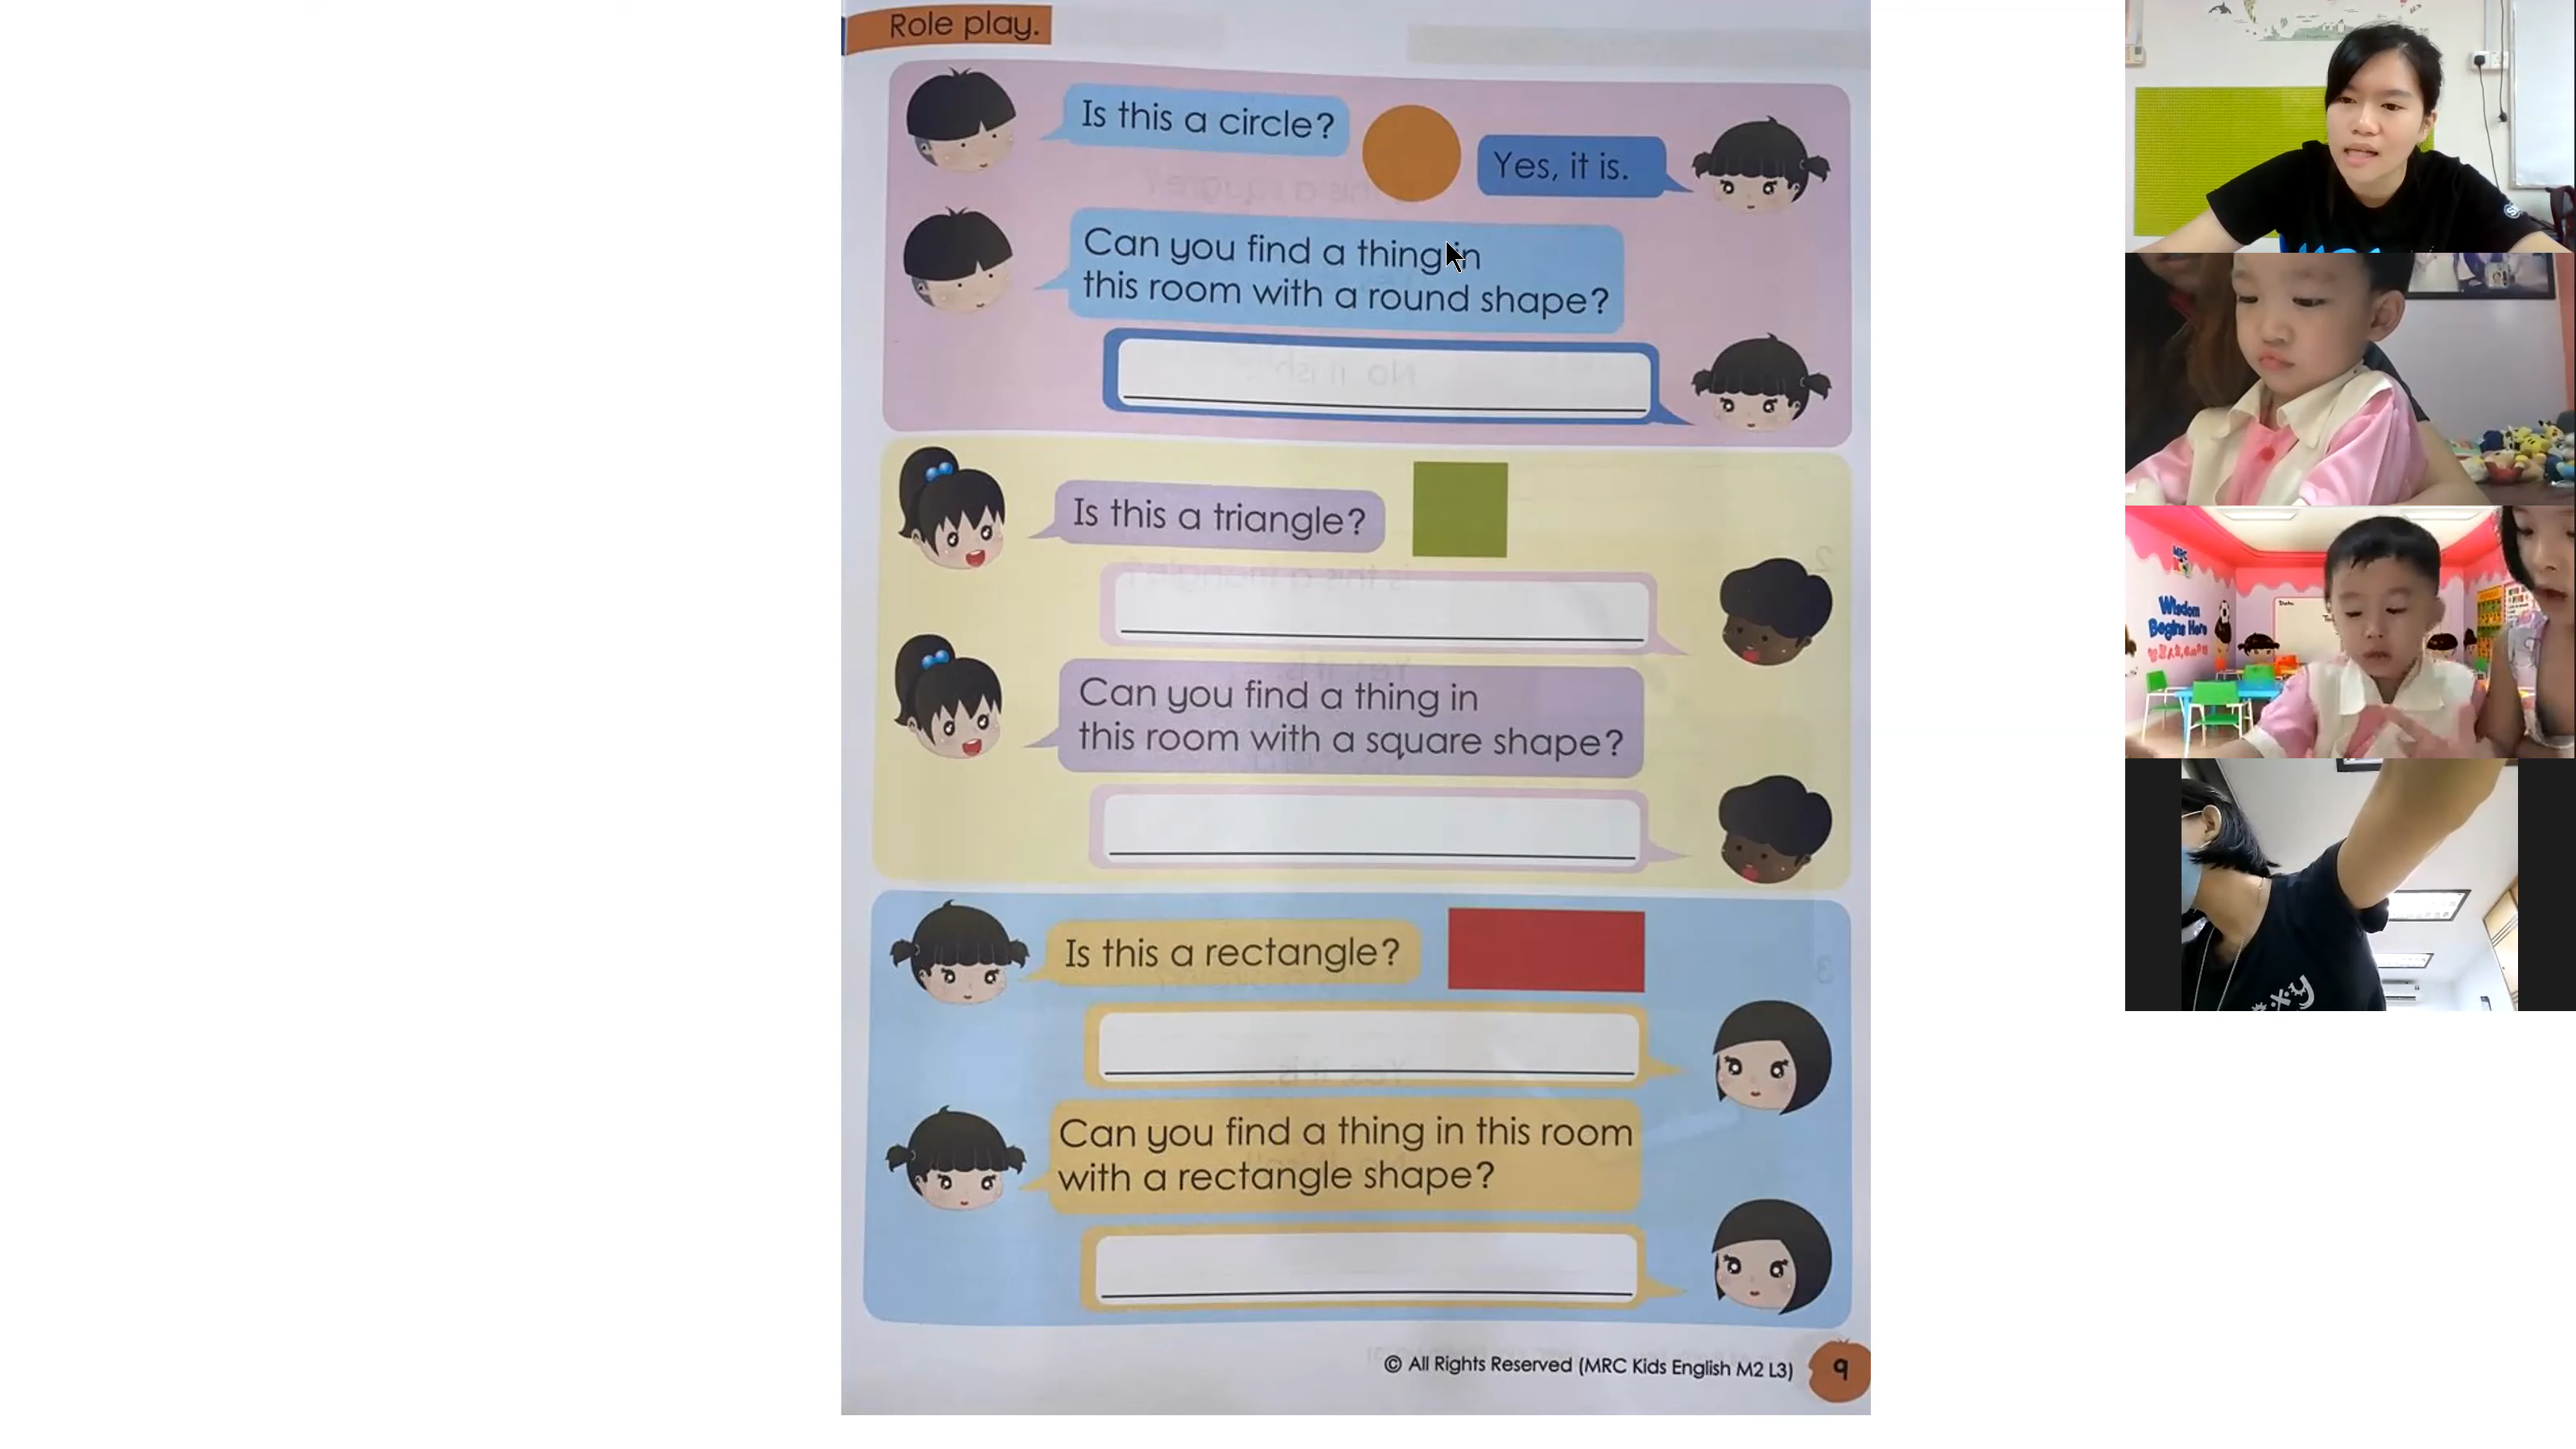 Role play.
Is this a circle?
Yes, it is.
Can you find a thing in
this room with a round shape?
Is this a triangle?
Can you find a thing in
this room with a square shape?
Is this a rectangle?
Can you find a thing in this room
with a rectangle shape?
© All Rights Reserved (MRC Kids English M2 L3)
9
Wisdom
Begins Here